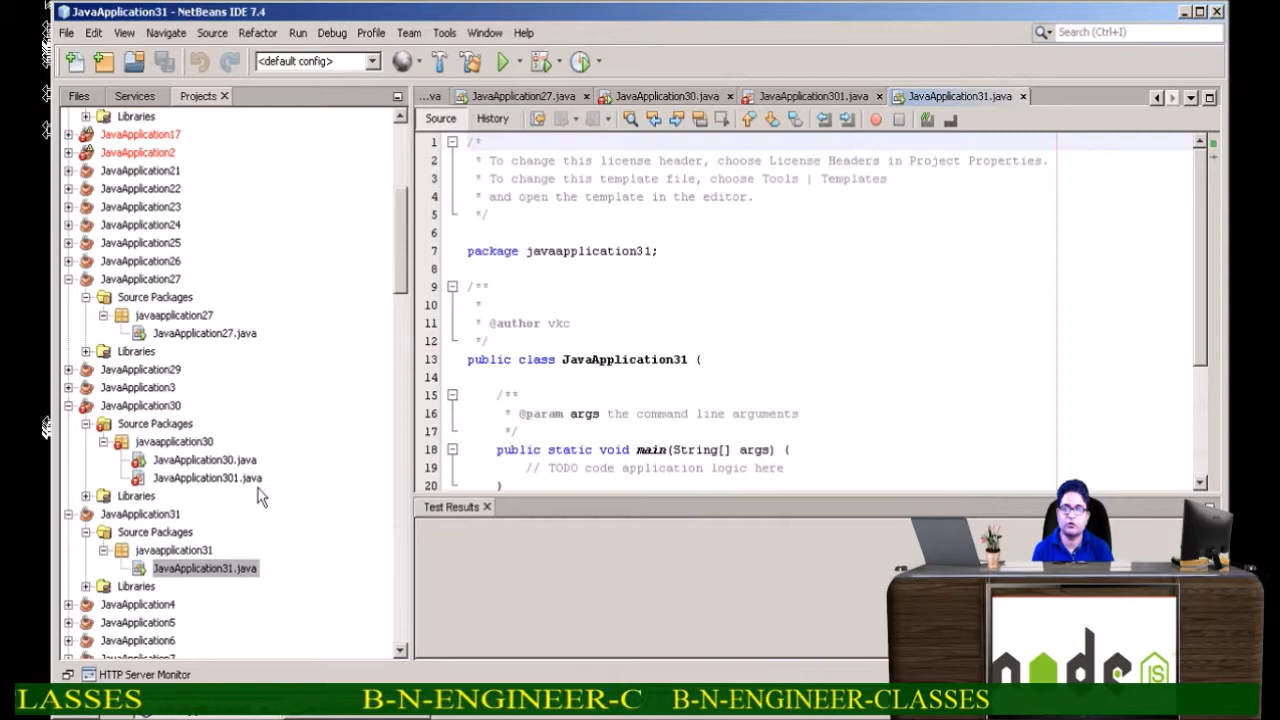 JavaApplication31 - NetBeans IDE 7.4
File Edit View Navigate Source Refactor Run Debug Profile Team Tools Window Help
Search (Ctrl+I)
<default config>
Files Services Projects
...va JavaApplication27.java JavaApplication30.java JavaApplication301.java JavaApplication31.java
Source History
Libraries
JavaApplication17
JavaApplication2
JavaApplication21
JavaApplication22
JavaApplication23
JavaApplication24
JavaApplication25
JavaApplication26
JavaApplication27
Source Packages
javaapplication27
JavaApplication27.java
Libraries
JavaApplication29
JavaApplication3
JavaApplication30
Source Packages
javaapplication30
JavaApplication30.java
JavaApplication301.java
Libraries
JavaApplication31
Source Packages
javaapplication31
JavaApplication31.java
Libraries
JavaApplication4
JavaApplication5
JavaApplication6
1 /*
2 * To change this license header, choose License Headers in Project Properties.
3 * To change this template file, choose Tools | Templates
4 * and open the template in the editor.
5 */
6
7 package javaapplication31;
8
9 /**
10 *
11 * @author vkc
12 */
13 public class JavaApplication31 {
14
15 /**
16 * @param args the command line arguments
17 */
18 public static void main(String[] args) {
19 // TODO code application logic here
20 }
Test Results
HTTP Server Monitor
node JS
LASSES B-N-ENGINEER-C B-N-ENGINEER-CLASSES